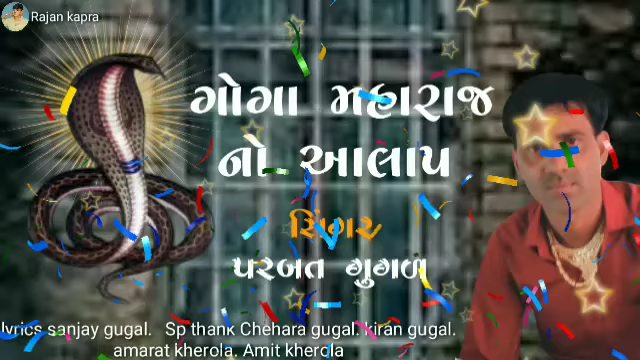 Rajan kapra
ગોગા મહારાજ
નો આલાપ
સિંગર
પરબત ગુગળ
lyrics sanjay gugal. Sp thank Chehara gugal. kiran gugal.
amarat kherola. Amit kherola